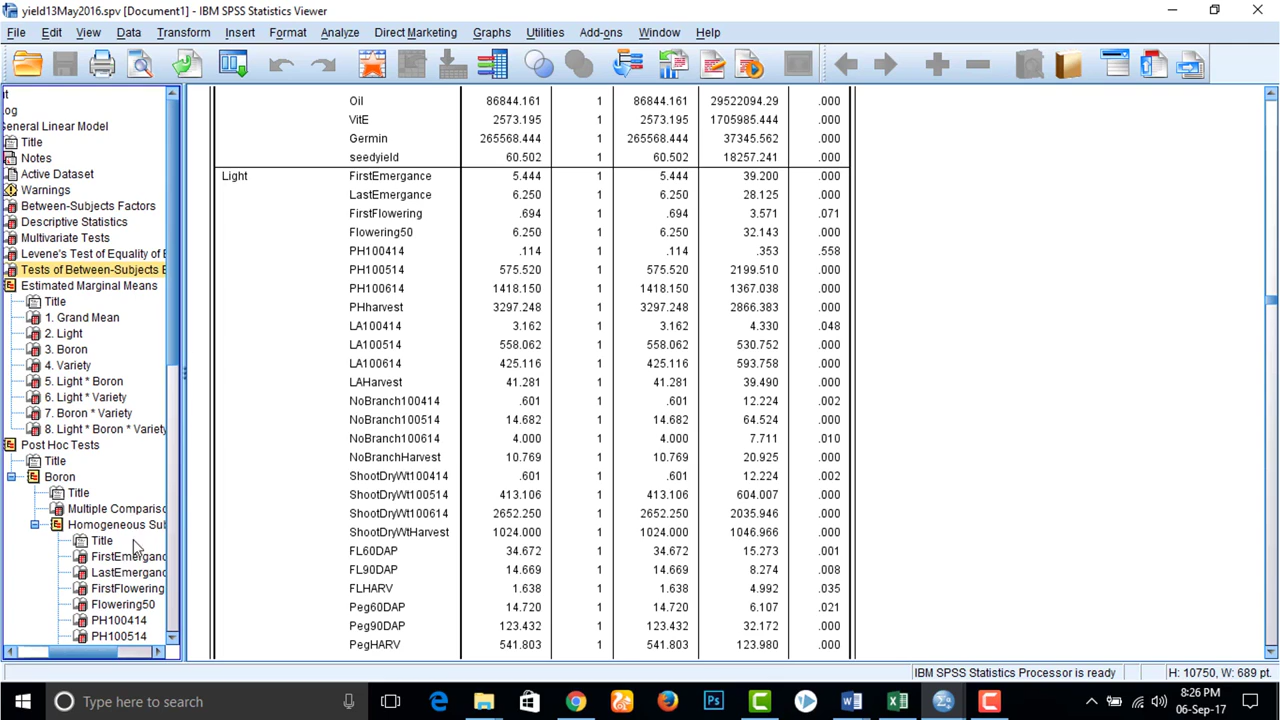 yield13May2016.spv [Document1] - IBM SPSS Statistics Viewer
File Edit View Data Transform Insert Format Analyze Direct Marketing Graphs Utilities Add-ons Window Help
General Linear Model
Title
Notes
Active Dataset
Warnings
Between-Subjects Factors
Descriptive Statistics
Multivariate Tests
Levene's Test of Equality of E
Tests of Between-Subjects E
Estimated Marginal Means
Title
1. Grand Mean
2. Light
3. Boron
4. Variety
5. Light * Boron
6. Light * Variety
7. Boron * Variety
8. Light * Boron * Variety
Post Hoc Tests
Title
Boron
Title
Multiple Comparisc
Homogeneous Sub
Title
FirstEmerganc
LastEmerganc
FirstFlowering
Flowering50
PH100414
PH100514
Oil 86844.161 1 86844.161 29522094.29 .000
VitE 2573.195 1 2573.195 1705985.444 .000
Germin 265568.444 1 265568.444 37345.562 .000
seedyield 60.502 1 60.502 18257.241 .000
Light FirstEmergance 5.444 1 5.444 39.200 .000
LastEmergance 6.250 1 6.250 28.125 .000
FirstFlowering .694 1 .694 3.571 .071
Flowering50 6.250 1 6.250 32.143 .000
PH100414 .114 1 .114 .353 .558
PH100514 575.520 1 575.520 2199.510 .000
PH100614 1418.150 1 1418.150 1367.038 .000
PHharvest 3297.248 1 3297.248 2866.383 .000
LA100414 3.162 1 3.162 4.330 .048
LA100514 558.062 1 558.062 530.752 .000
LA100614 425.116 1 425.116 593.758 .000
LAHarvest 41.281 1 41.281 39.490 .000
NoBranch100414 .601 1 .601 12.224 .002
NoBranch100514 14.682 1 14.682 64.524 .000
NoBranch100614 4.000 1 4.000 7.711 .010
NoBranchHarvest 10.769 1 10.769 20.925 .000
ShootDryWt100414 .601 1 .601 12.224 .002
ShootDryWt100514 413.106 1 413.106 604.007 .000
ShootDryWt100614 2652.250 1 2652.250 2035.946 .000
ShootDryWtHarvest 1024.000 1 1024.000 1046.966 .000
FL60DAP 34.672 1 34.672 15.273 .001
FL90DAP 14.669 1 14.669 8.274 .008
FLHARV 1.638 1 1.638 4.992 .035
Peg60DAP 14.720 1 14.720 6.107 .021
Peg90DAP 123.432 1 123.432 32.172 .000
PegHARV 541.803 1 541.803 123.980 .000
IBM SPSS Statistics Processor is ready H: 10750, W: 689 pt.
Type here to search
8:26 PM
06-Sep-17